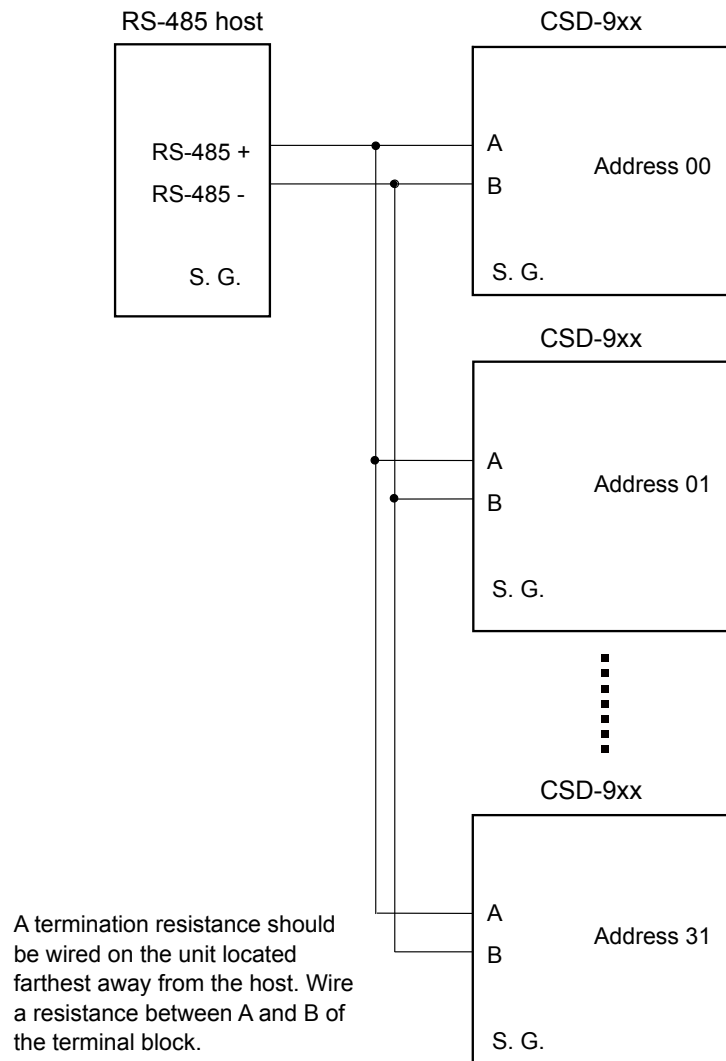 RS-485 host
CSD-9xx
RS-485 +
RS-485 -
S. G.
A
B
Address 00
S. G.
CSD-9xx
A
B
Address 01
S. G.
CSD-9xx
A
B
Address 31
S. G.
A termination resistance should
be wired on the unit located
farthest away from the host. Wire
a resistance between A and B of
the terminal block.